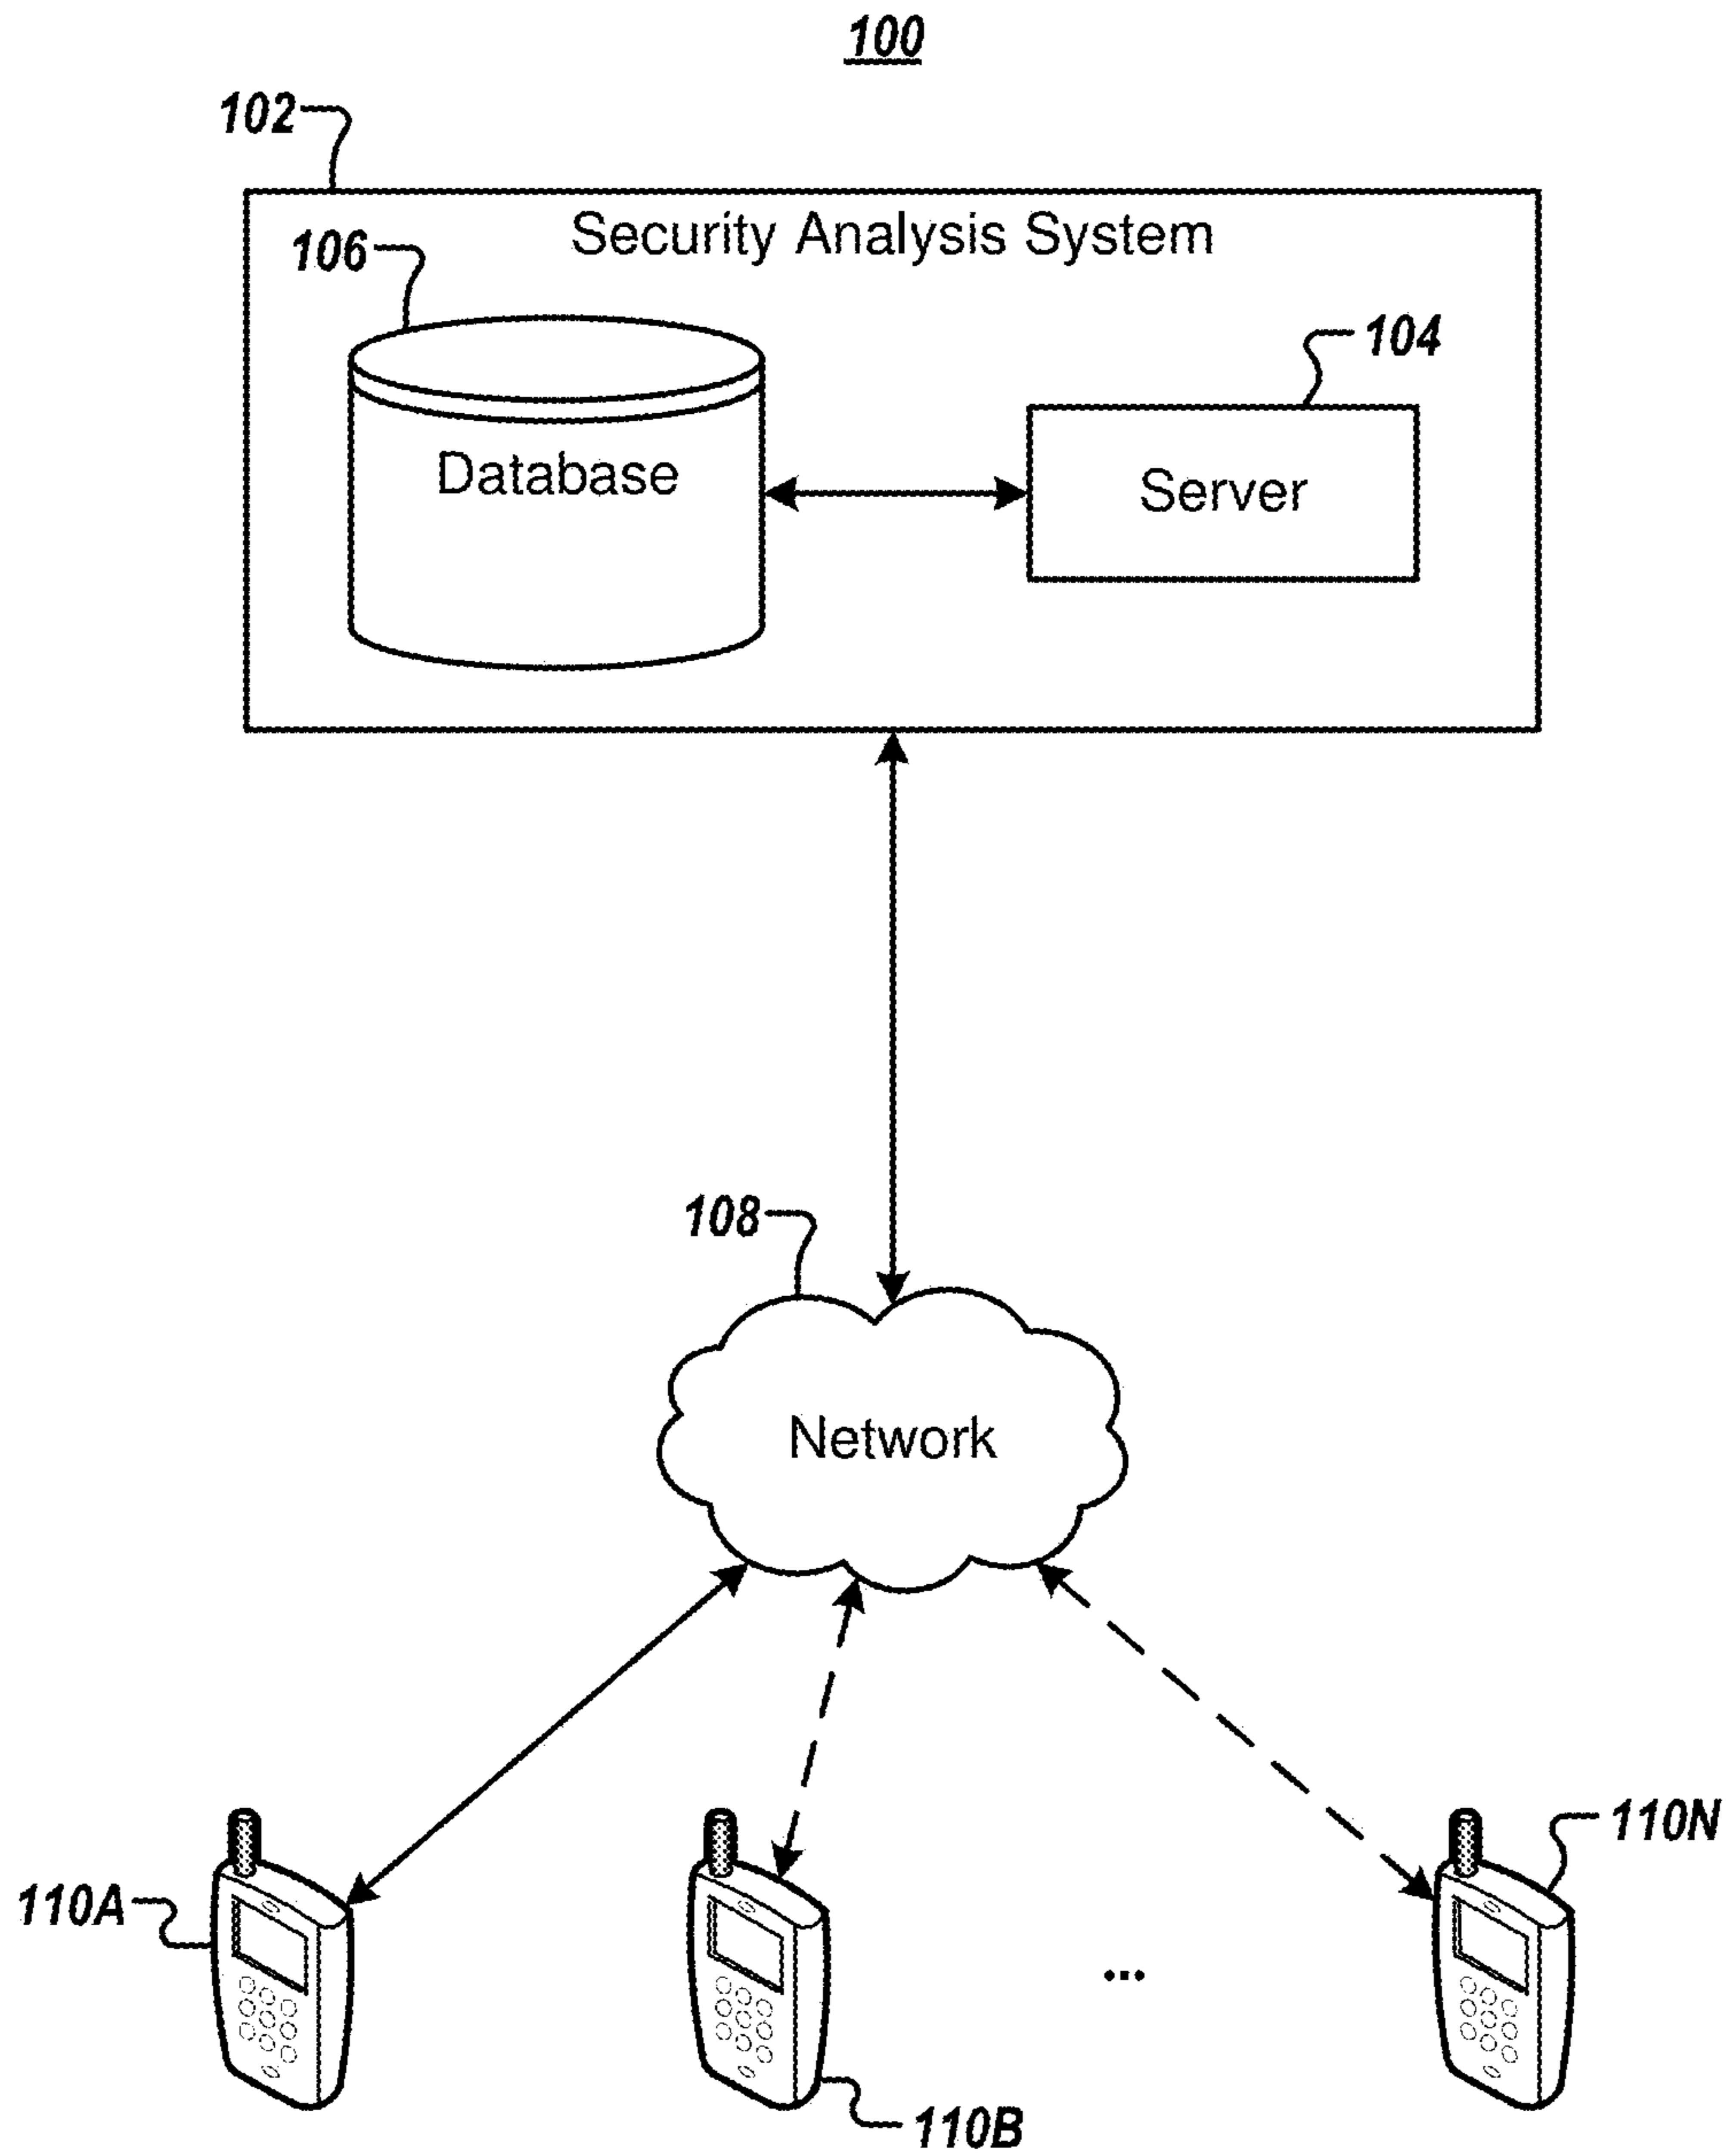 100
102
Security Analysis System
106
104
Database
Server
108
Network
110N
110A
...
110B